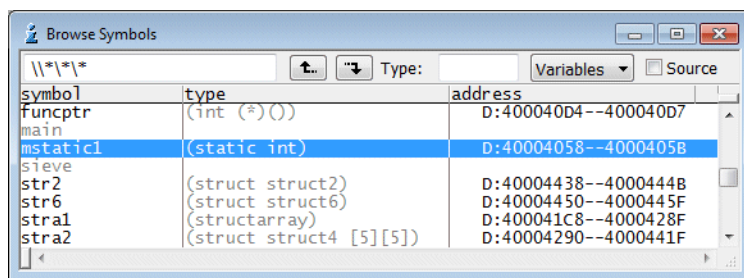 Browse Symbols
\\*\*\* Type: Variables Source
symbol type address
funcptr (int (*)()) D:400040D4--400040D7
main
mstatic1 (static int) D:40004058--4000405B
sieve
str2 (struct struct2) D:40004438--4000444B
str6 (struct struct6) D:40004450--4000445F
stra1 (structarray) D:400041C8--4000428F
stra2 (struct struct4 [5][5]) D:40004290--4000441F